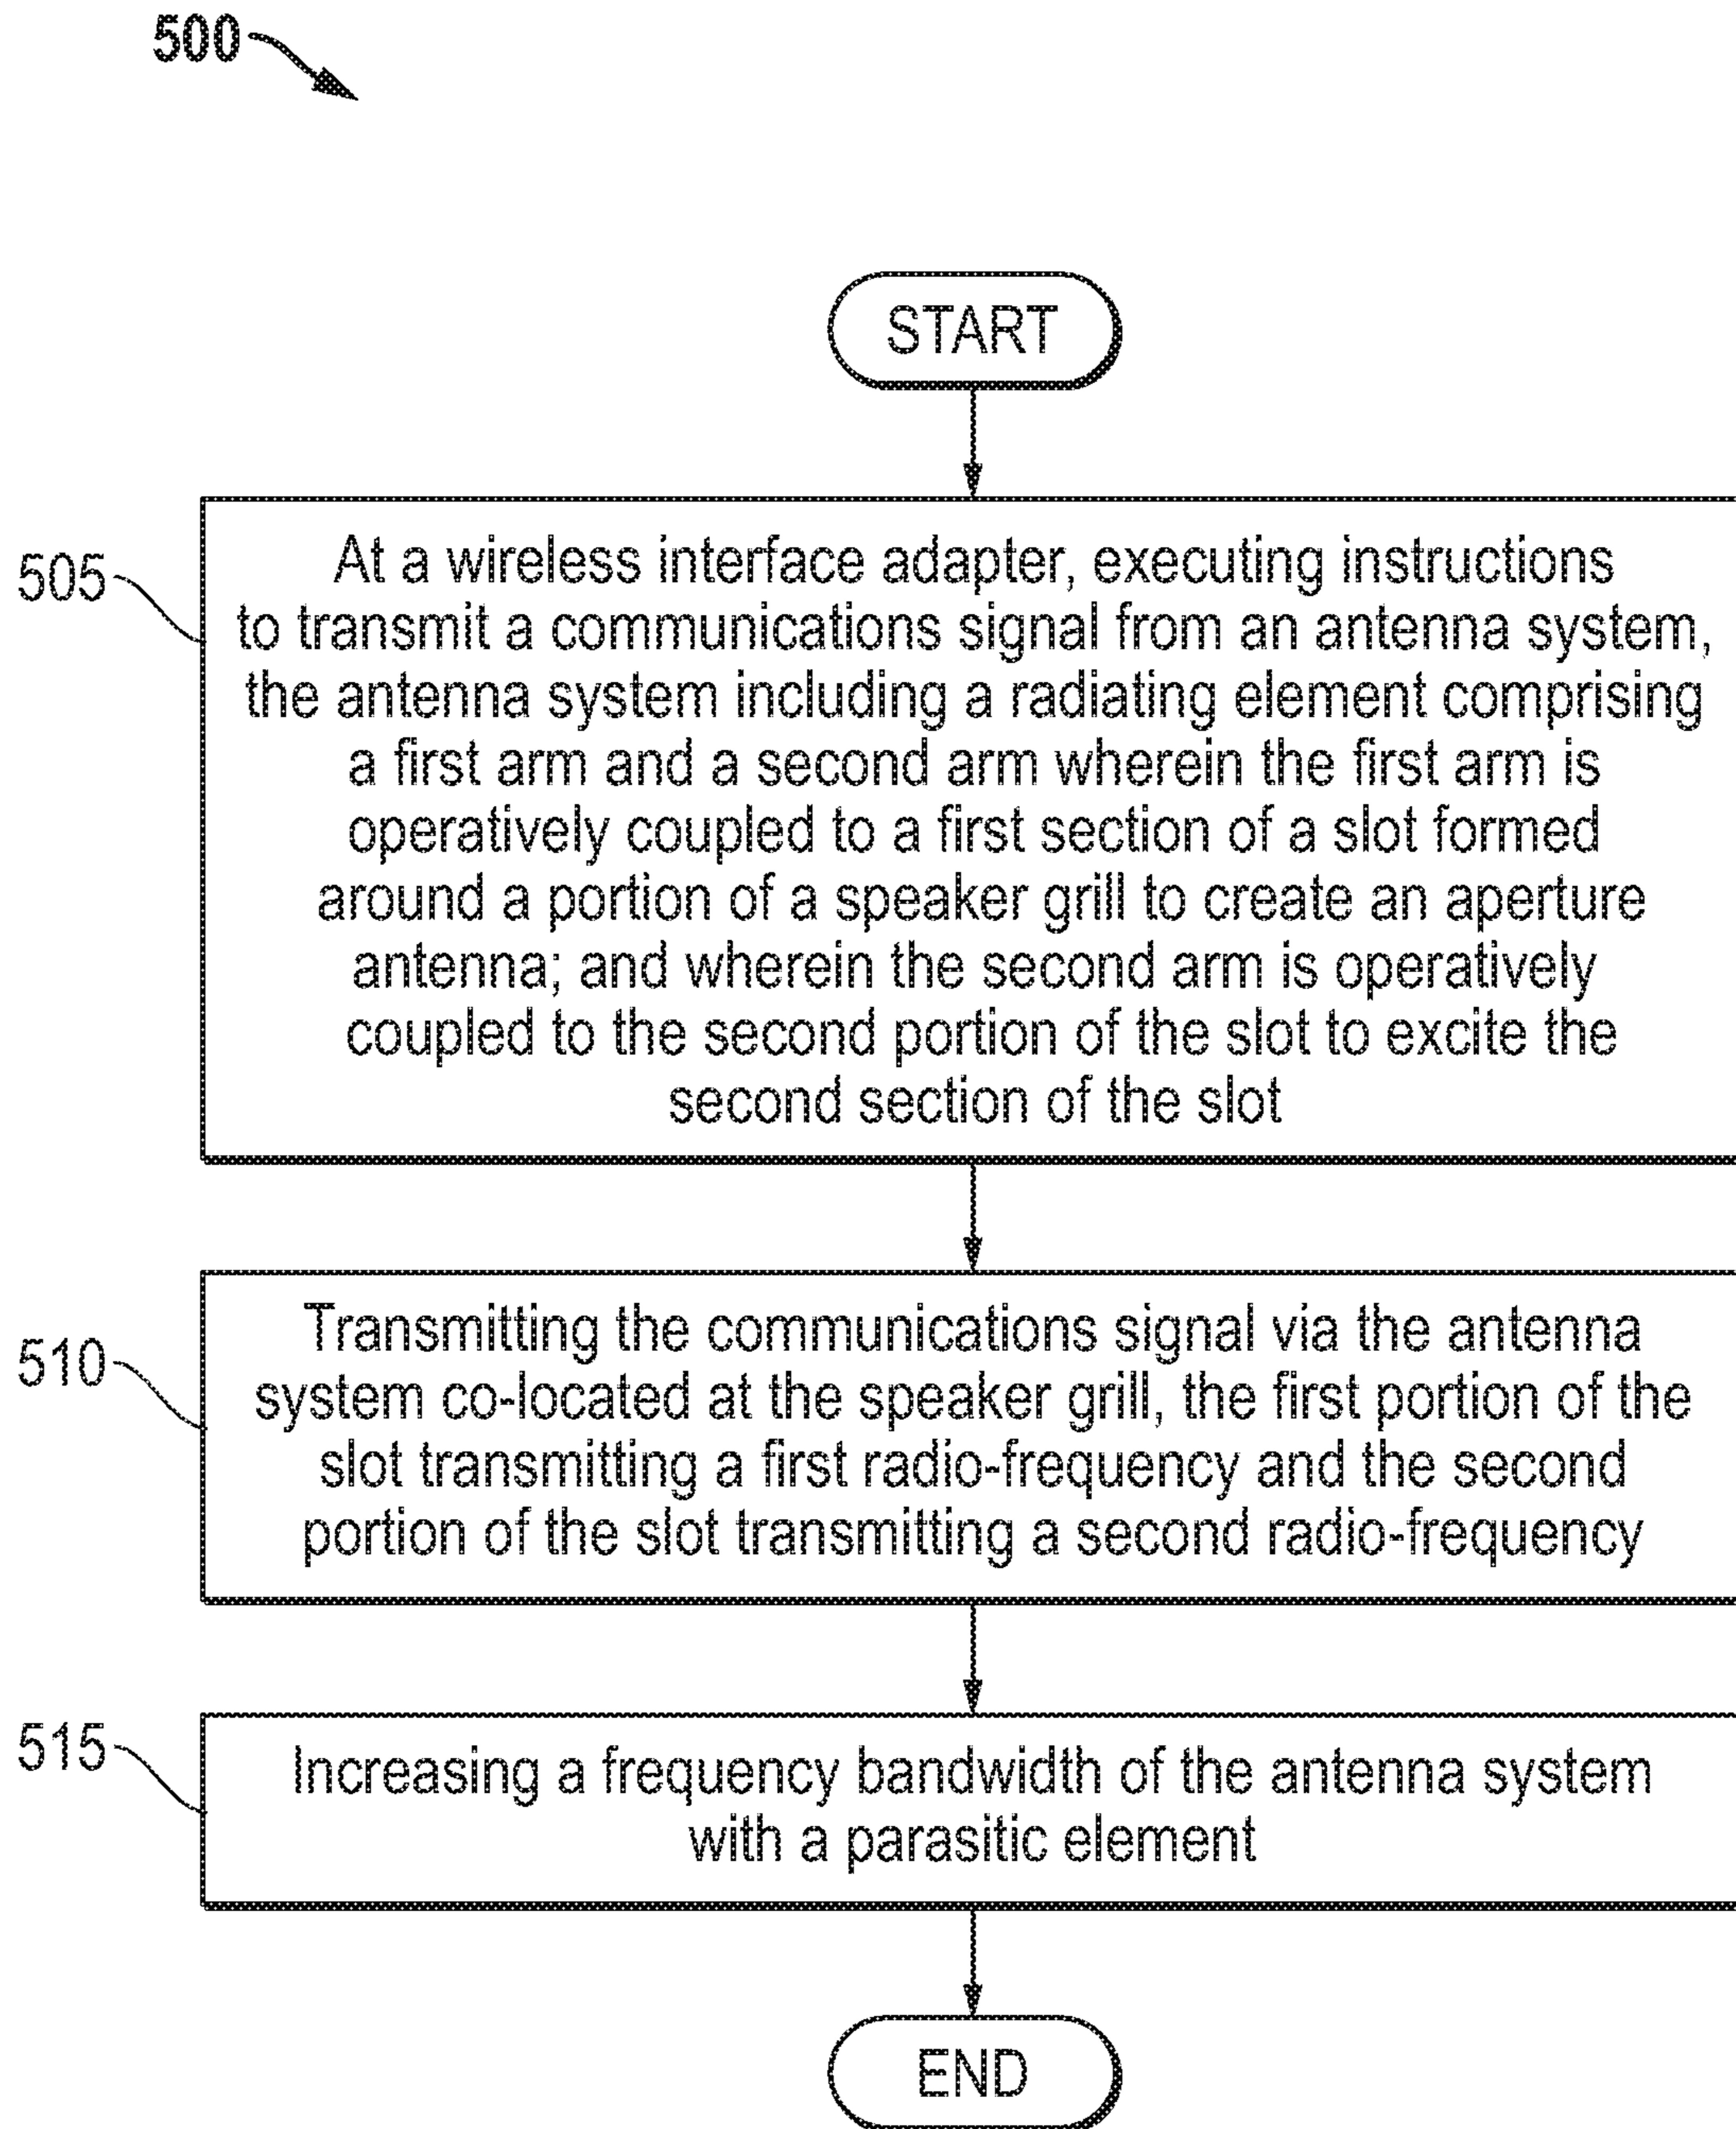 500
START
505
At a wireless interface adapter, executing instructions
to transmit a communications signal from an antenna system,
the antenna system including a radiating element comprising
a first arm and a second arm wherein the first arm is
operatively coupled to a first section of a slot formed
around a portion of a speaker grill to create an aperture
antenna; and wherein the second arm is operatively
coupled to the second portion of the slot to excite the
second section of the slot
510
Transmitting the communications signal via the antenna
system co-located at the speaker grill, the first portion of the
slot transmitting a first radio-frequency and the second
portion of the slot transmitting a second radio-frequency
515
Increasing a frequency bandwidth of the antenna system
with a parasitic element
END